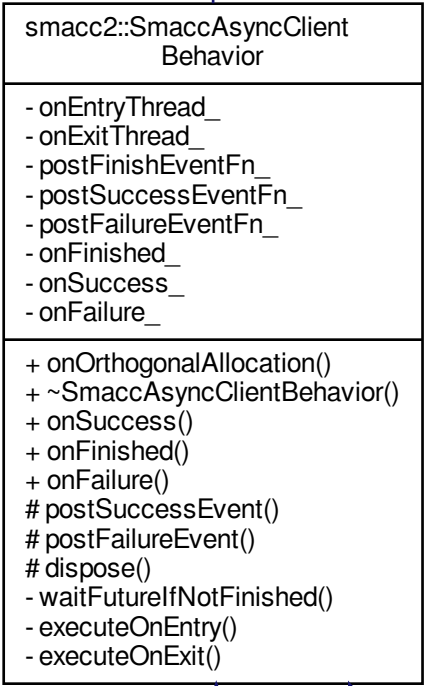 smacc2::SmaccAsyncClient
Behavior
- onEntryThread_
- onExitThread_
- postFinishEventFn_
- postSuccessEventFn_
- postFailureEventFn_
- onFinished_
- onSuccess_
- onFailure_
+ onOrthogonalAllocation()
+ ~SmaccAsyncClientBehavior()
+ onSuccess()
+ onFinished()
+ onFailure()
# postSuccessEvent()
# postFailureEvent()
# dispose()
- waitFutureIfNotFinished()
- executeOnEntry()
- executeOnExit()